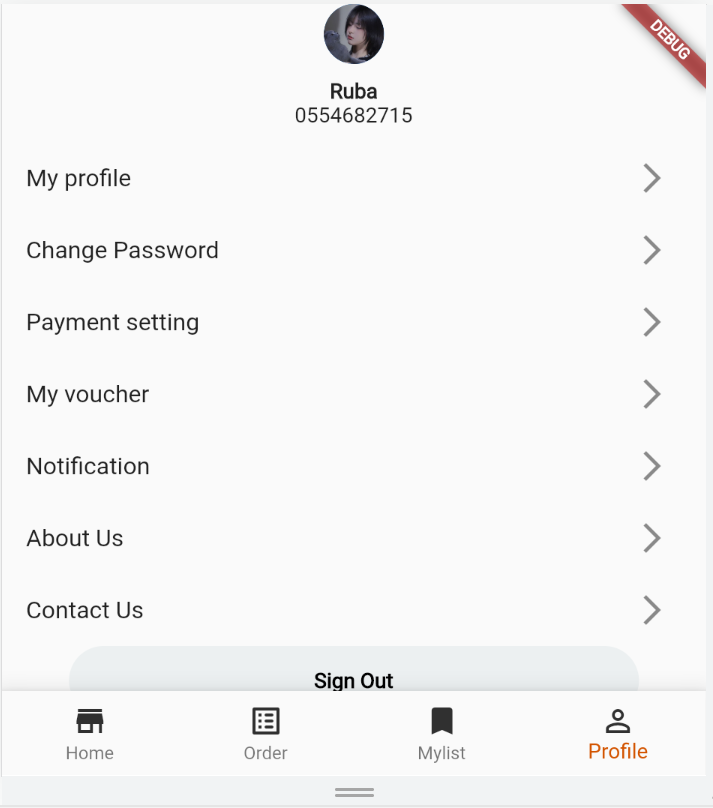 DEBUG
Ruba
0554682715
My profile
Change Password
Payment setting
My voucher
Notification
About Us
Contact Us
Sign Out
Home
Order
Mylist
Profile